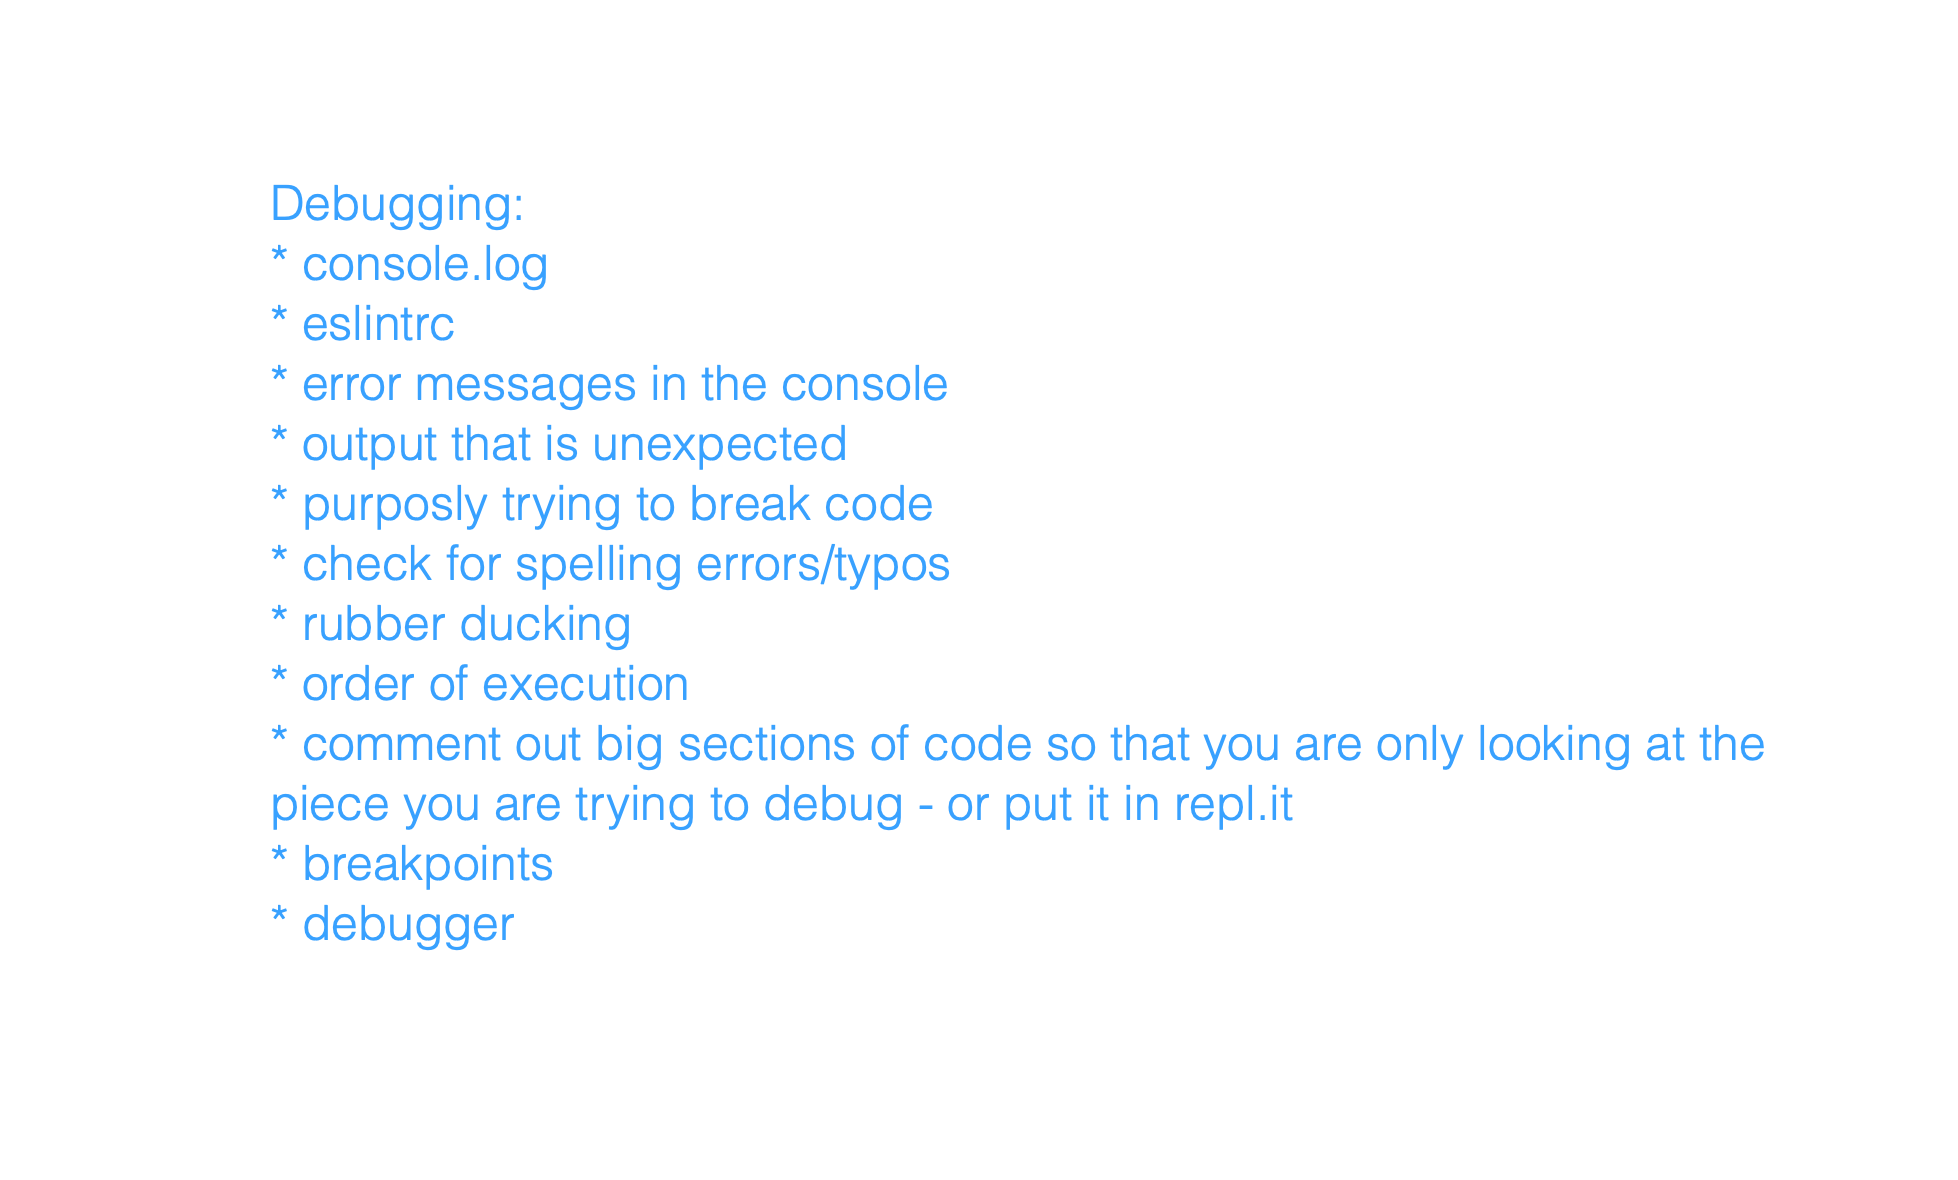 Debugging:
* console.log
* eslintrc
* error messages in the console
* output that is unexpected
* purposly trying to break code
* check for spelling errors/typos
* rubber ducking
* order of execution
* comment out big sections of code so that you are only looking at the
piece you are trying to debug - or put it in repl.it
* breakpoints
* debugger